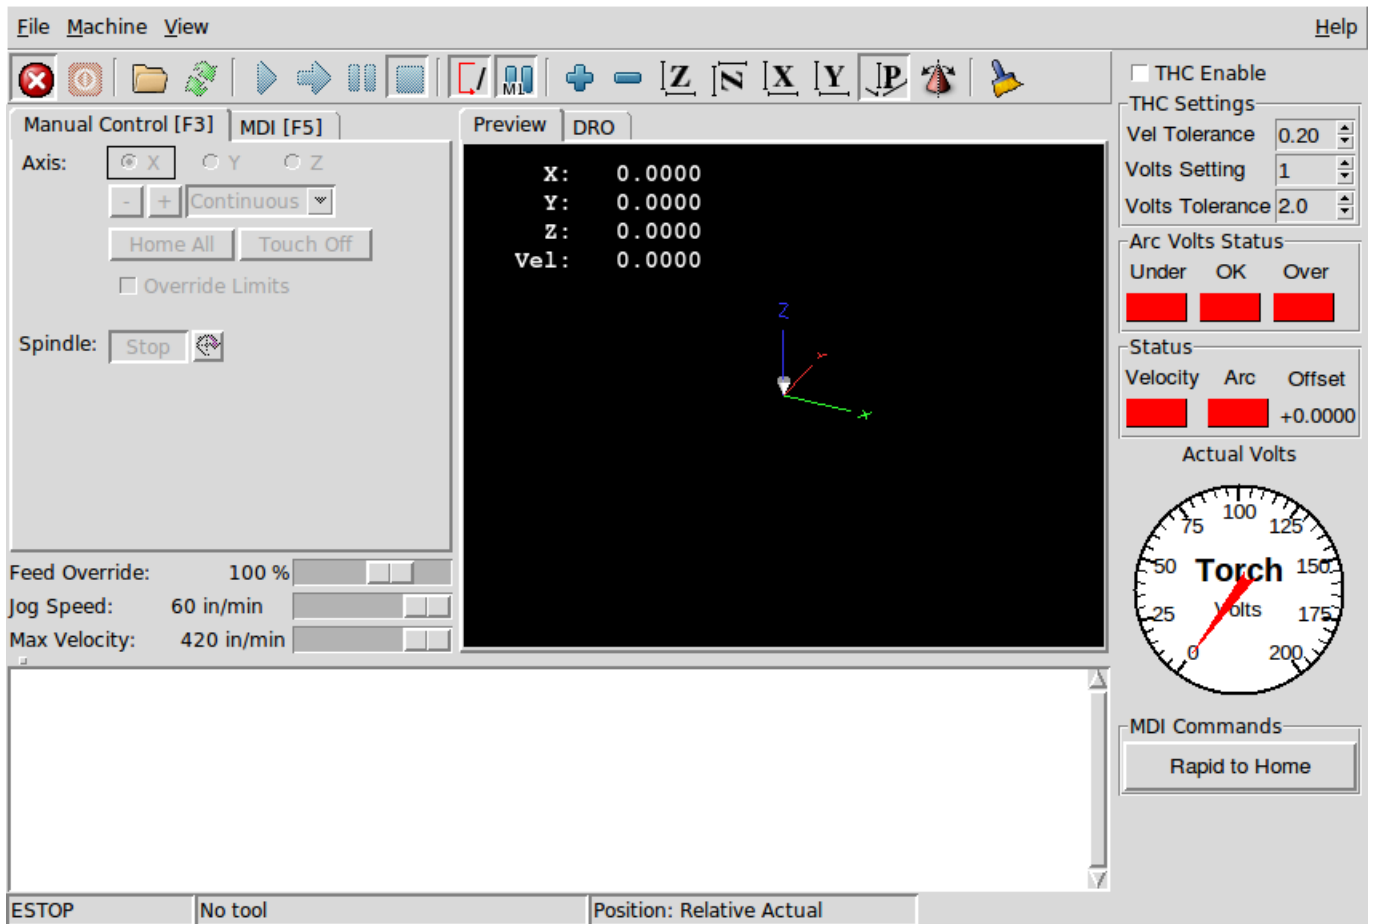 File Machine View Help
Manual Control [F3] MDI [F5]
Axis: X Y Z
- + Continuous
Home All Touch Off
Override Limits
Spindle: Stop
Feed Override: 100 %
Jog Speed: 60 in/min
Max Velocity: 420 in/min
M1
Z N X Y P
Preview DRO
X: 0.0000
Y: 0.0000
Z: 0.0000
Vel: 0.0000
Z
Y
X
THC Enable
THC Settings
Vel Tolerance 0.20
Volts Setting 1
Volts Tolerance 2.0
Arc Volts Status
Under OK Over
Status
Velocity Arc Offset
+0.0000
Actual Volts
0 25 50 75 100 125 150 175 200
Torch
Volts
MDI Commands
Rapid to Home
ESTOP No tool Position: Relative Actual